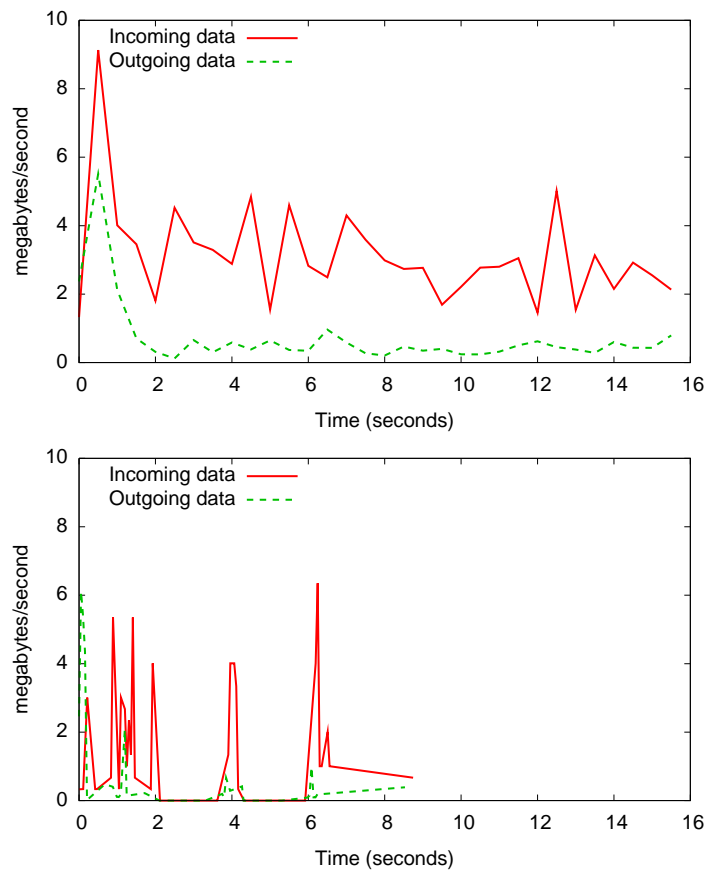 10
8
6
4
2
0
megabytes/second
Incoming data
Outgoing data
0 2 4 6 8 10 12 14 16
Time (seconds)
10
8
6
4
2
0
megabytes/second
Incoming data
Outgoing data
0 2 4 6 8 10 12 14 16
Time (seconds)